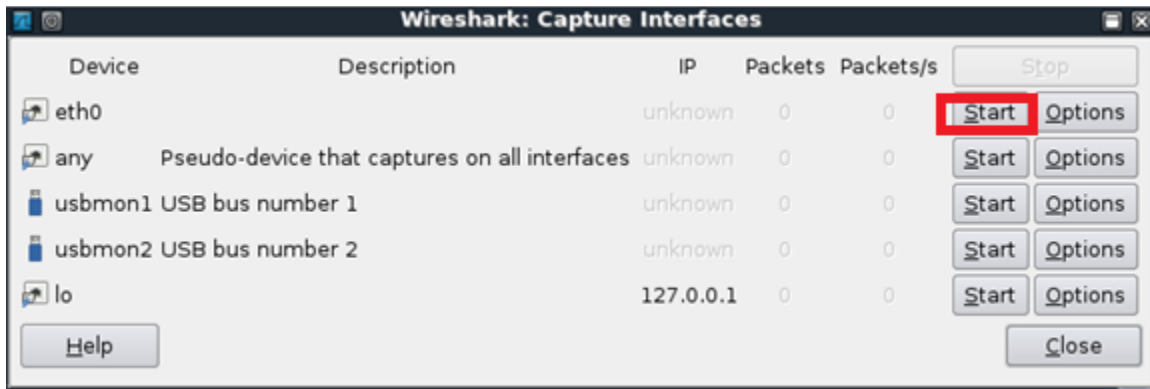 Wireshark: Capture Interfaces
Device Description IP Packets Packets/s Stop
eth0 unknown 0 0 Start Options
any Pseudo-device that captures on all interfaces unknown 0 0 Start Options
usbmon1 USB bus number 1 unknown 0 0 Start Options
usbmon2 USB bus number 2 unknown 0 0 Start Options
lo 127.0.0.1 0 0 Start Options
Help Close